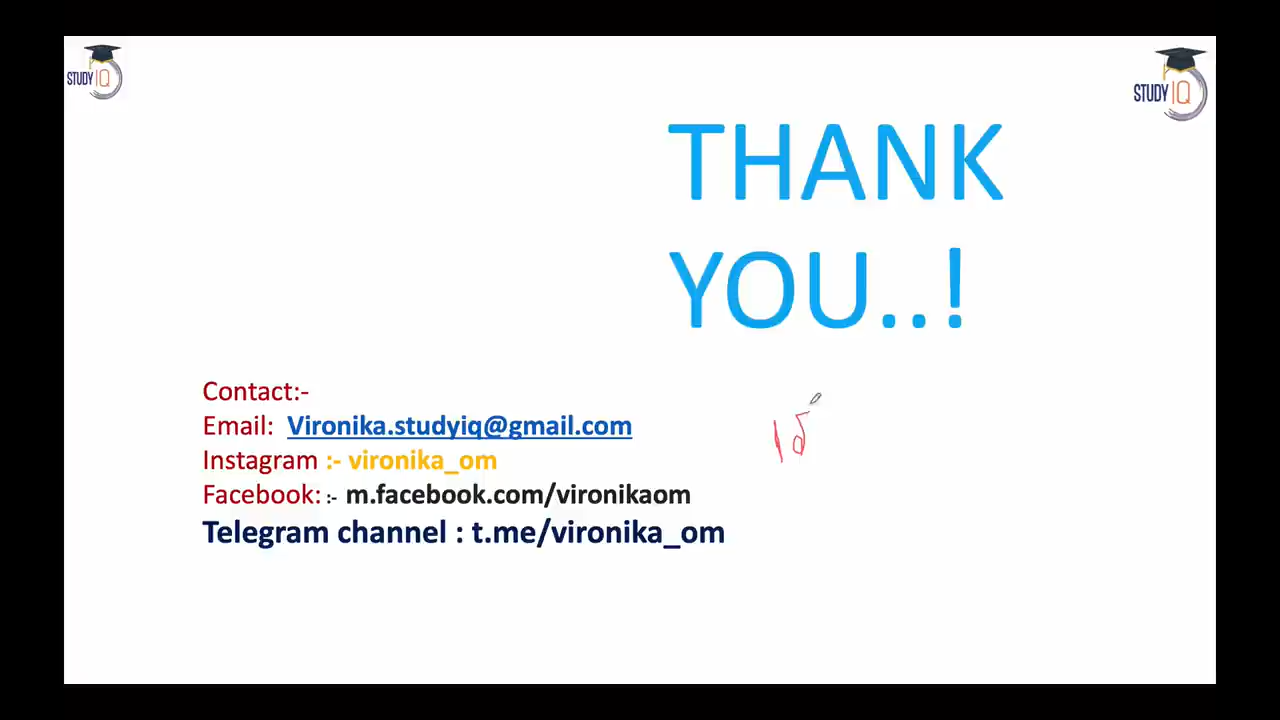 STUDY IQ
STUDY IQ
THANK
YOU..!
Contact:-
Email: Vironika.studyiq@gmail.com
Instagram :- vironika_om
Facebook: :- m.facebook.com/vironikaom
Telegram channel : t.me/vironika_om